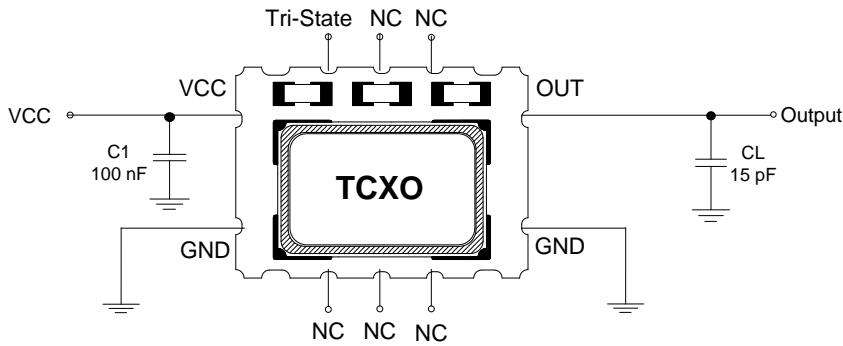 Tri-State NC NC
VCC OUT
VCC Output
C1
100 nF
CL
15 pF
TCXO
GND GND
NC NC NC